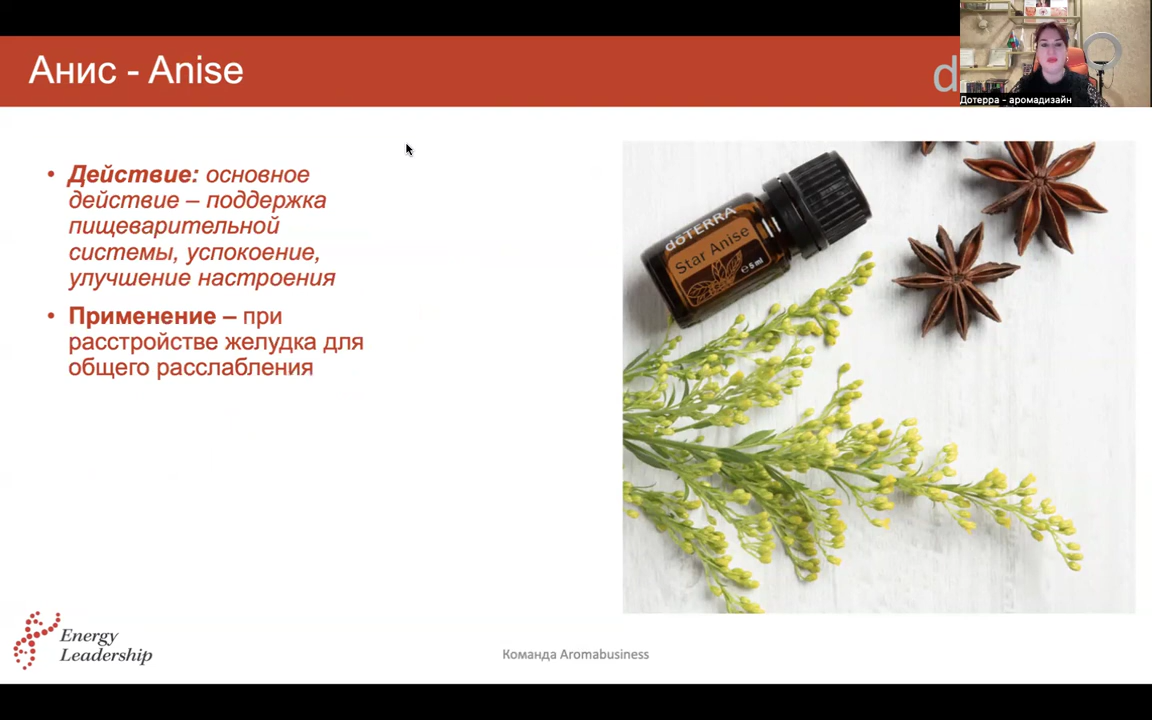 Анис - Anise
d
Дотерра - аромадизайн
• Действие: основное
действие – поддержка
пищеварительной
системы, успокоение,
улучшение настроения
• Применение – при
расстройстве желудка для
общего расслабления
dōTERRA
Star Anise
℮ 5 ml
Energy
Leadership
Команда Aromabusiness